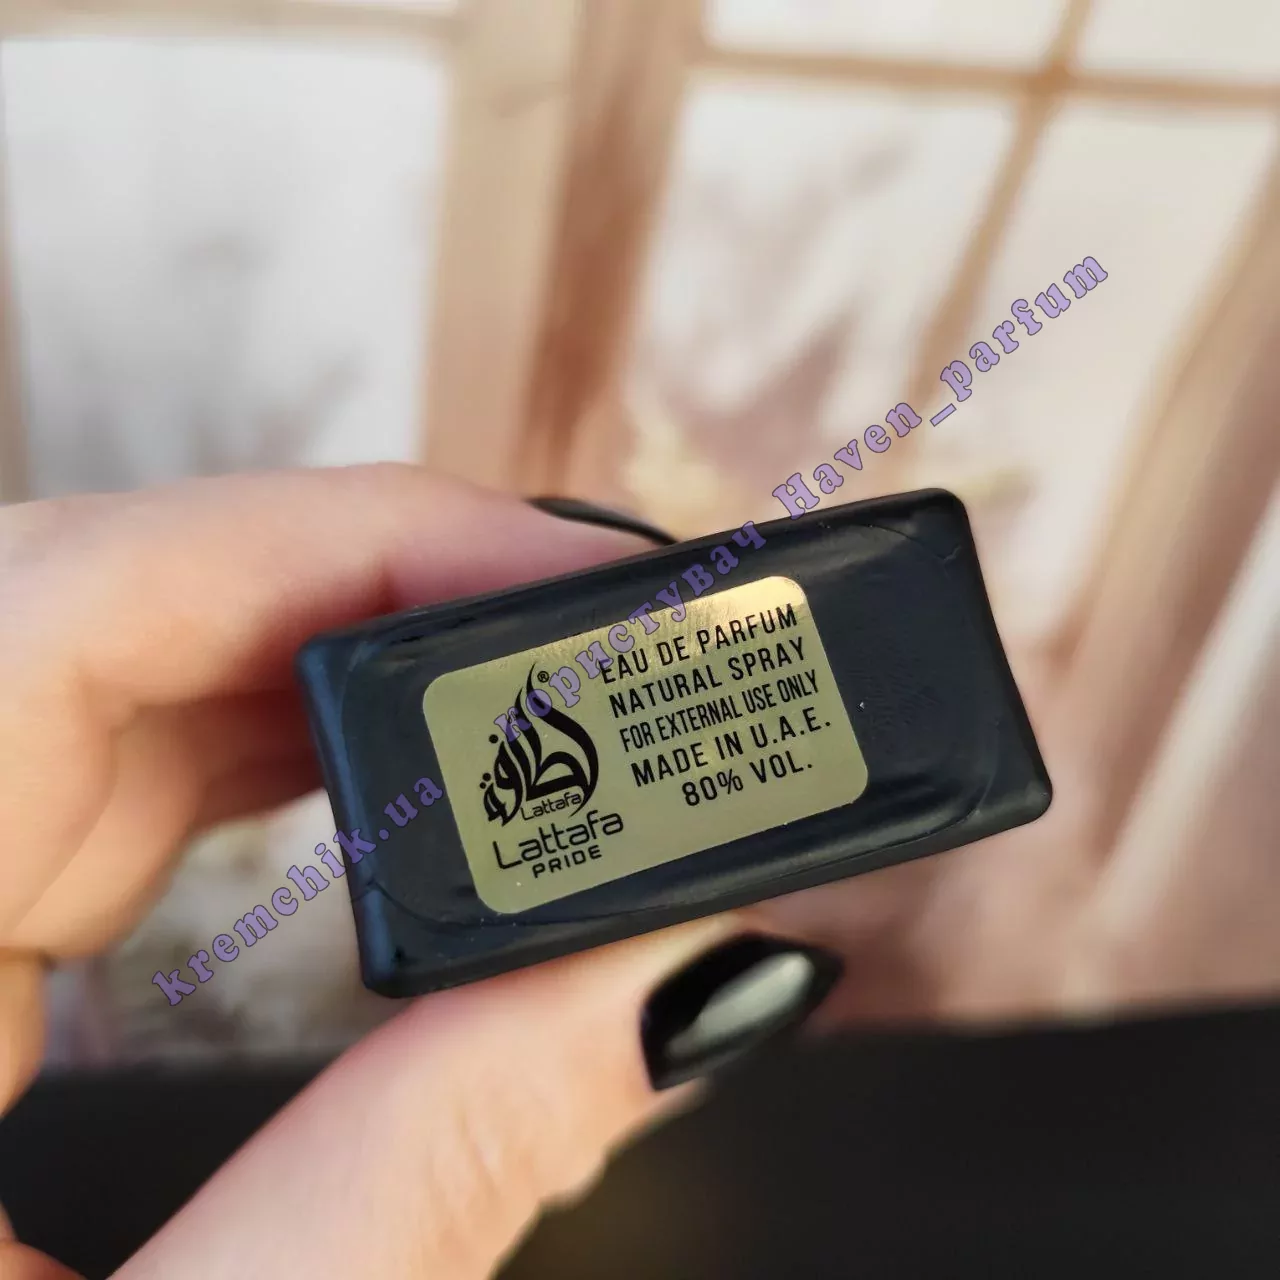 EAU DE PARFUM
NATURAL SPRAY
FOR EXTERNAL USE ONLY
MADE IN U.A.E.
80% VOL.
®
لطافة
Lattafa
Lattafa
PRIDE
kremchik.ua користувач Haven_parfum